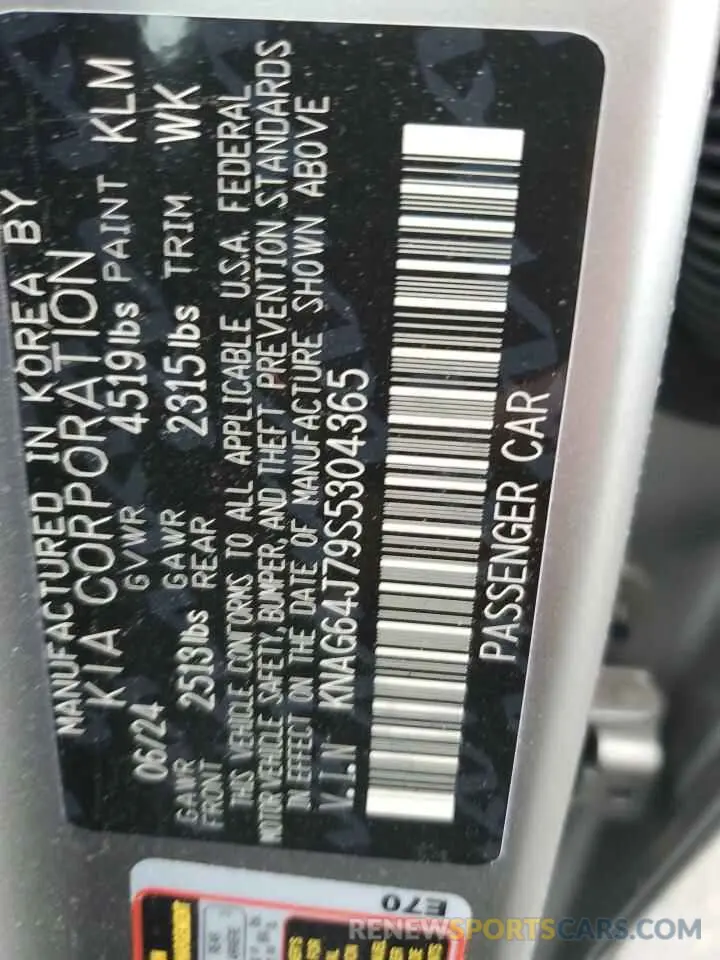 MANUFACTURED IN KOREA BY
KIA CORPORATION
06/24 GVWR 4519lbs PAINT KLM
GAWR FRONT 2513lbs GAWR REAR 2315lbs TRIM WK
THIS VEHICLE CONFORMS TO ALL APPLICABLE U.S.A. FEDERAL
MOTOR VEHICLE SAFETY, BUMPER, AND THEFT PREVENTION STANDARDS
IN EFFECT ON THE DATE OF MANUFACTURE SHOWN ABOVE
V.I.N KNAG64J79S5304365
PASSENGER CAR
E70
RENEWSPORTSCARS.COM